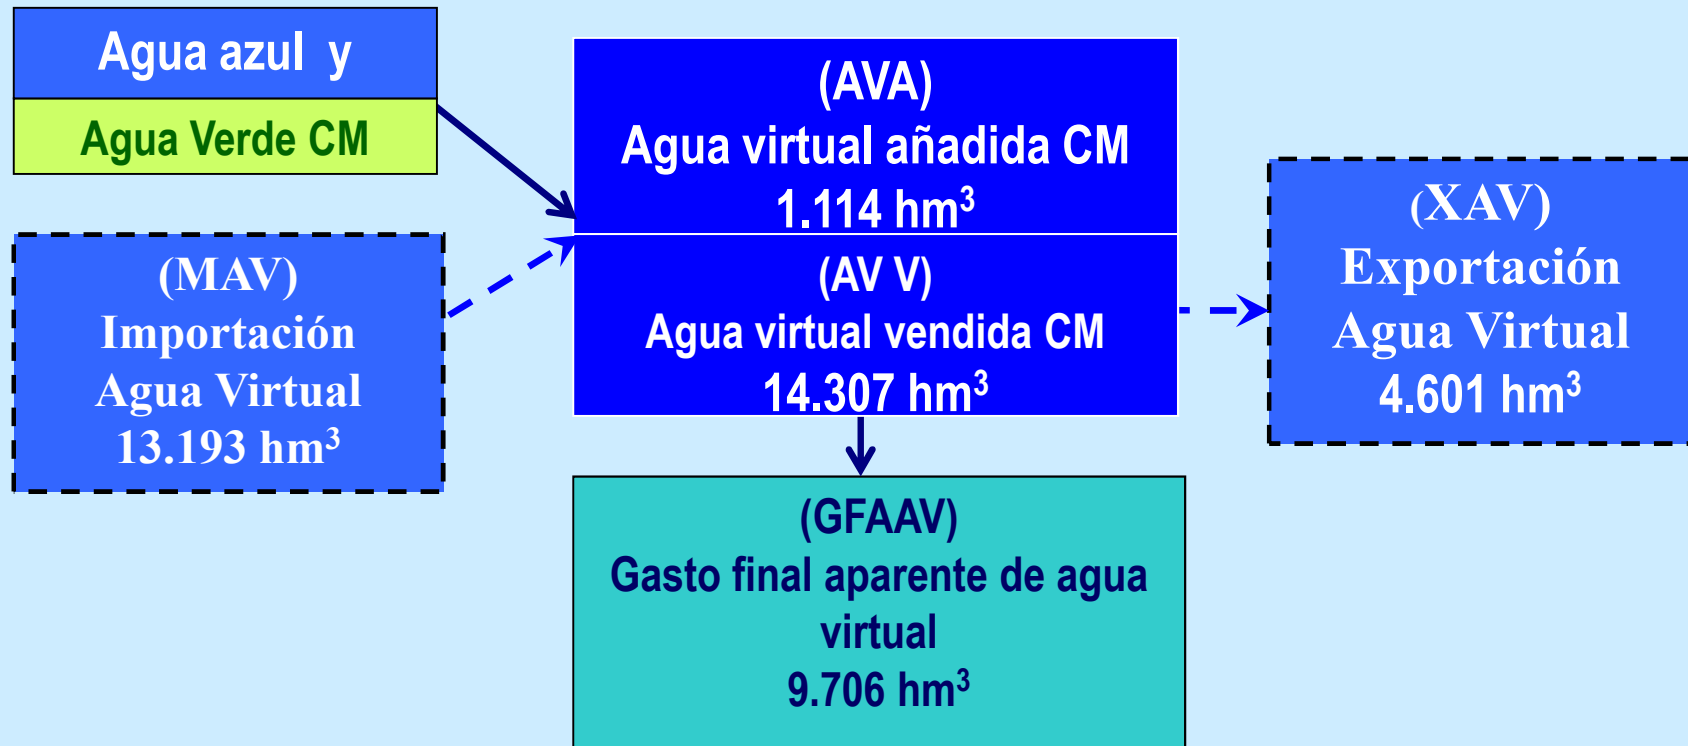 Agua azul y
Agua Verde CM
(MAV)
Importación
Agua Virtual
13.193 hm³
(AVA)
Agua virtual añadida CM
1.114 hm³
(AV V)
Agua virtual vendida CM
14.307 hm³
(XAV)
Exportación
Agua Virtual
4.601 hm³
(GFAAV)
Gasto final aparente de agua
virtual
9.706 hm³